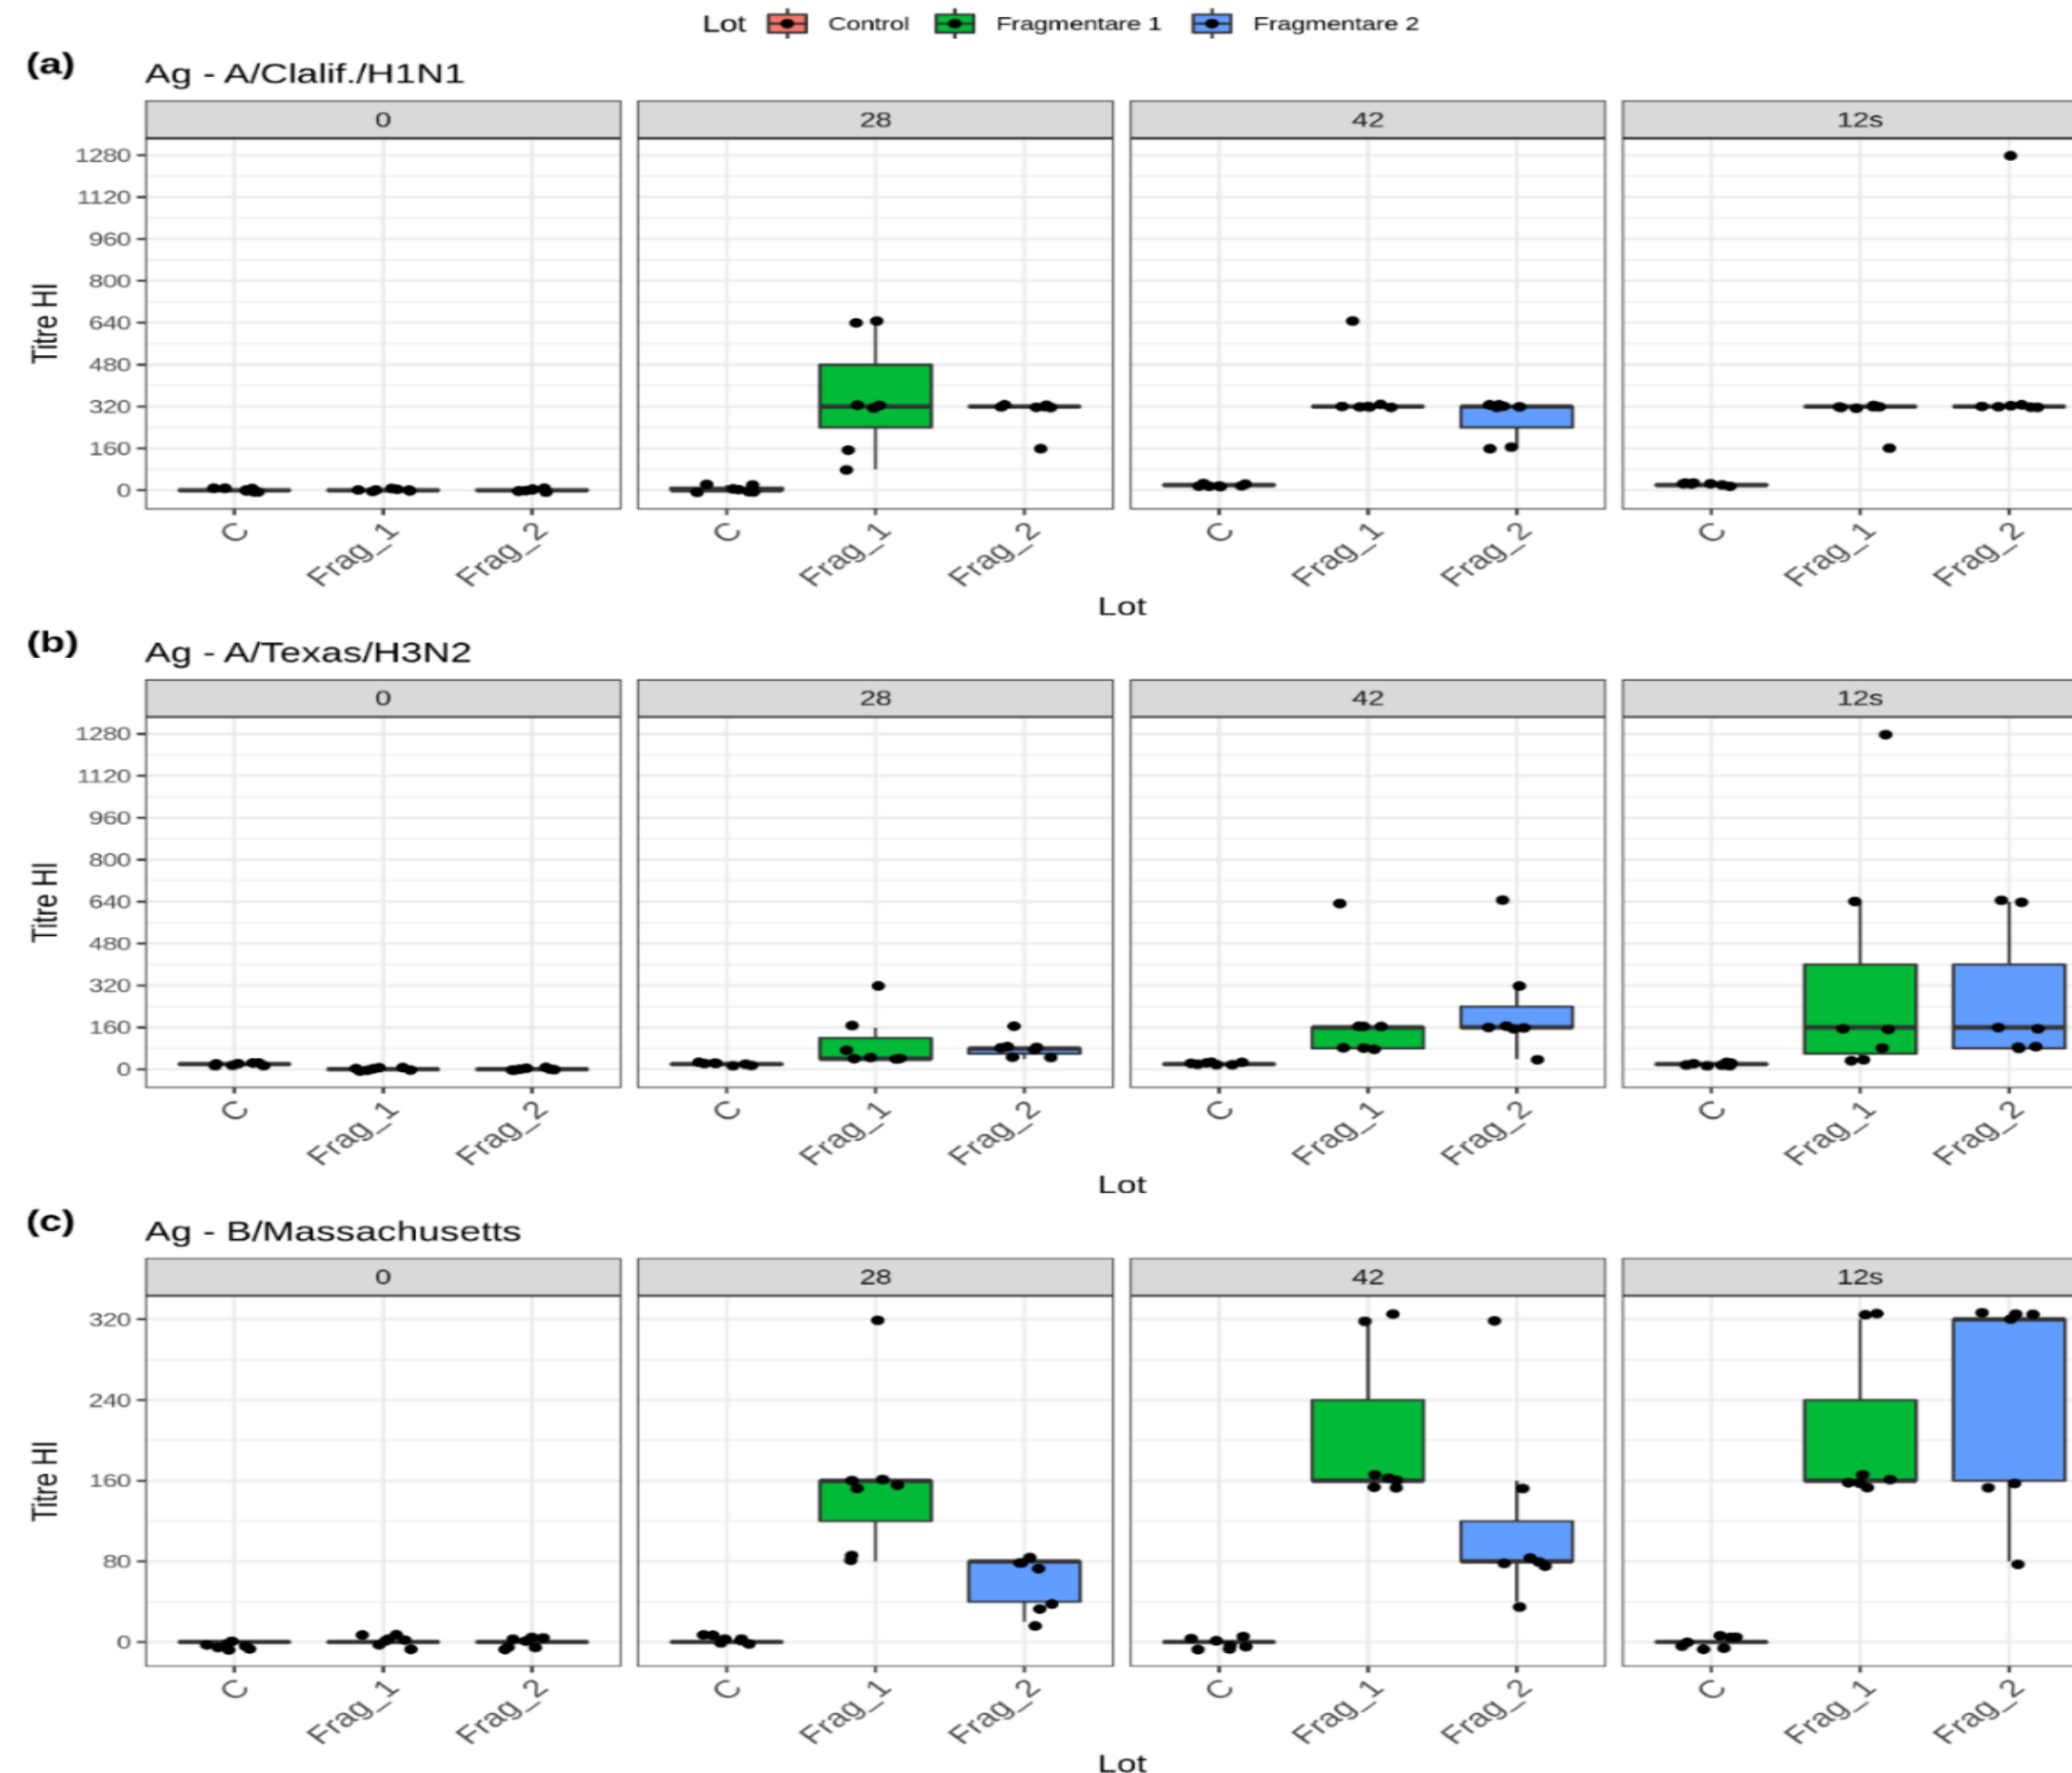 Lot Control Fragmentare 1 Fragmentare 2
(a)
Ag - A/Clalif./H1N1
0 28 42 12s
1280
1120
960
800
640
480
320
160
0
Titre HI
C Frag_1 Frag_2 C Frag_1 Frag_2 C Frag_1 Frag_2 C Frag_1 Frag_2
Lot
(b)
Ag - A/Texas/H3N2
0 28 42 12s
1280
1120
960
800
640
480
320
160
0
Titre HI
C Frag_1 Frag_2 C Frag_1 Frag_2 C Frag_1 Frag_2 C Frag_1 Frag_2
Lot
(c)
Ag - B/Massachusetts
0 28 42 12s
320
240
160
80
0
Titre HI
C Frag_1 Frag_2 C Frag_1 Frag_2 C Frag_1 Frag_2 C Frag_1 Frag_2
Lot